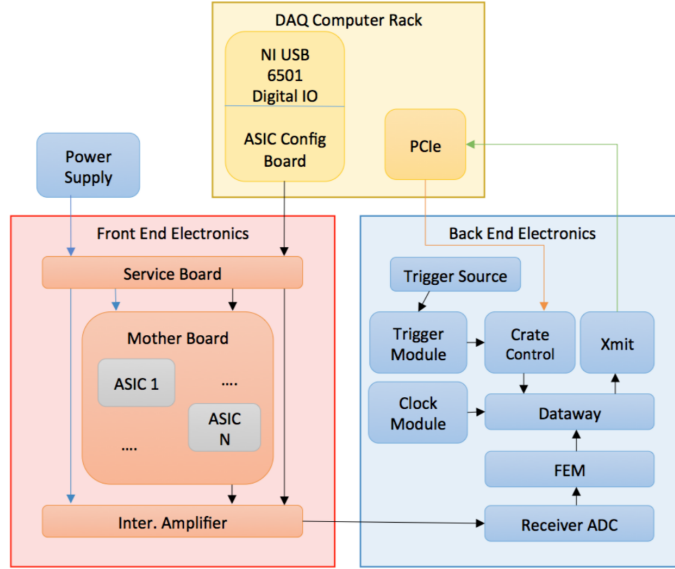 DAQ Computer Rack
NI USB
6501
Digital IO
ASIC Config
Board
PCIe
Power
Supply
Front End Electronics
Service Board
Mother Board
ASIC 1
....
ASIC
N
....
Inter. Amplifier
Back End Electronics
Trigger Source
Trigger
Module
Crate
Control
Xmit
Clock
Module
Dataway
FEM
Receiver ADC